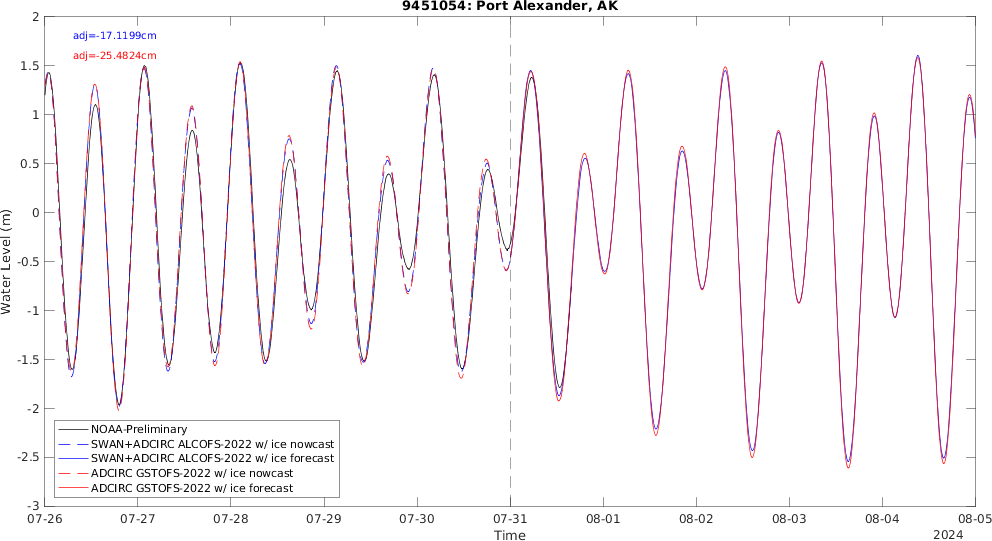 9451054: Port Alexander, AK
adj=-17.1199cm
adj=-25.4824cm
2
1.5
1
0.5
0
-0.5
-1
-1.5
-2
-2.5
-3
Water Level (m)
NOAA-Preliminary
SWAN+ADCIRC ALCOFS-2022 w/ ice nowcast
SWAN+ADCIRC ALCOFS-2022 w/ ice forecast
ADCIRC GSTOFS-2022 w/ ice nowcast
ADCIRC GSTOFS-2022 w/ ice forecast
07-26 07-27 07-28 07-29 07-30 07-31 08-01 08-02 08-03 08-04 08-05
Time
2024